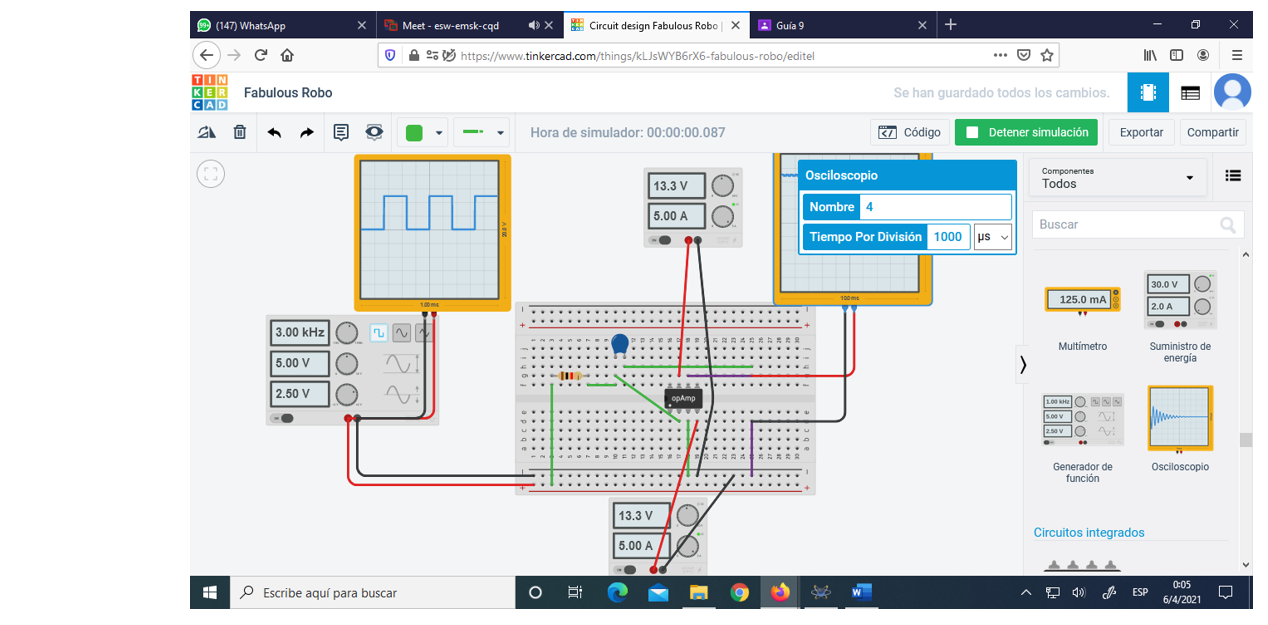 (147) WhatsApp
Meet - esw-emsk-cqd
Circuit design Fabulous Robo |
Guía 9
https://www.tinkercad.com/things/kLJsWYB6rX6-fabulous-robo/editel
TIN
KER
CAD
Fabulous Robo
Se han guardado todos los cambios.
Hora de simulador: 00:00:00.087
Código
Detener simulación
Exportar
Compartir
Osciloscopio
Nombre 4
Tiempo Por División 1000 µs
Componentes
Todos
Buscar
125.0 mA
Multímetro
30.0 V
2.0 A
Suministro de
energía
1.00 kHz
5.00 V
2.50 V
Generador de
función
Osciloscopio
Circuitos integrados
13.3 V
5.00 A
3.00 kHz
5.00 V
2.50 V
opAmp
13.3 V
5.00 A
Escribe aquí para buscar
ESP
0:05
6/4/2021